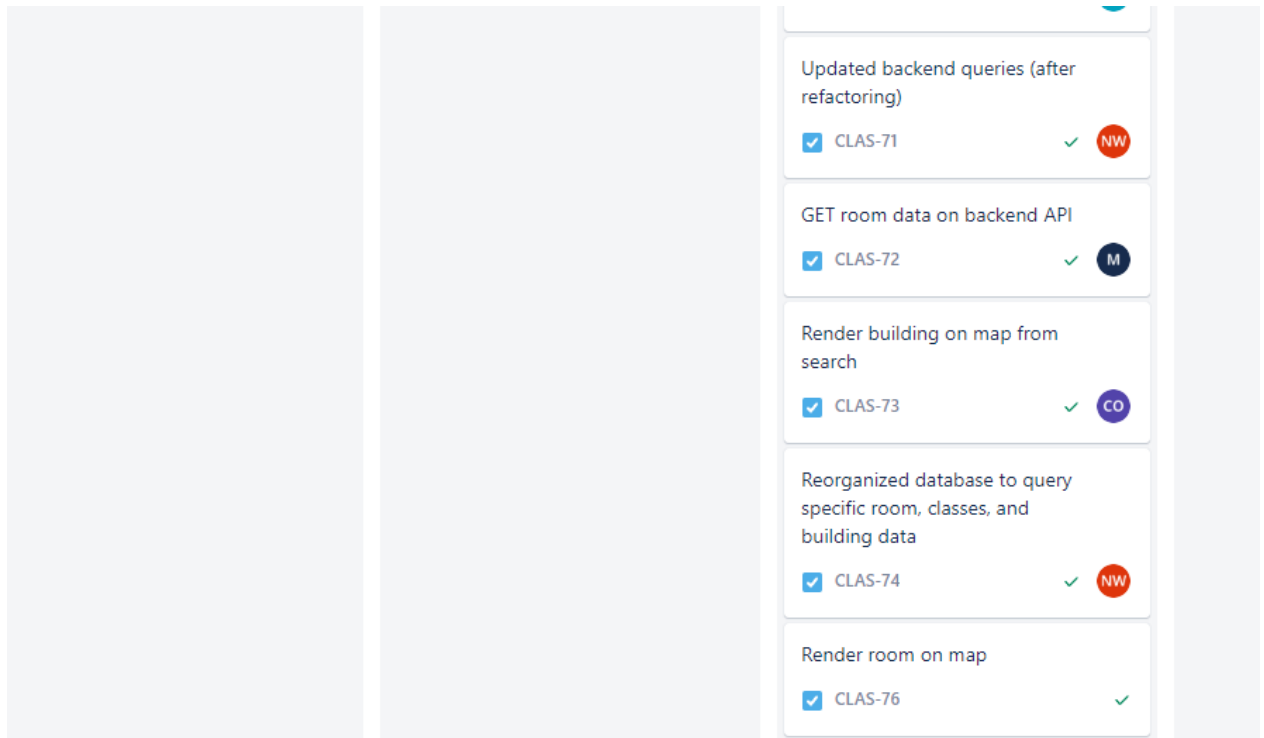 Updated backend queries (after
refactoring)
CLAS-71 NW
GET room data on backend API
CLAS-72 M
Render building on map from
search
CLAS-73 CO
Reorganized database to query
specific room, classes, and
building data
CLAS-74 NW
Render room on map
CLAS-76